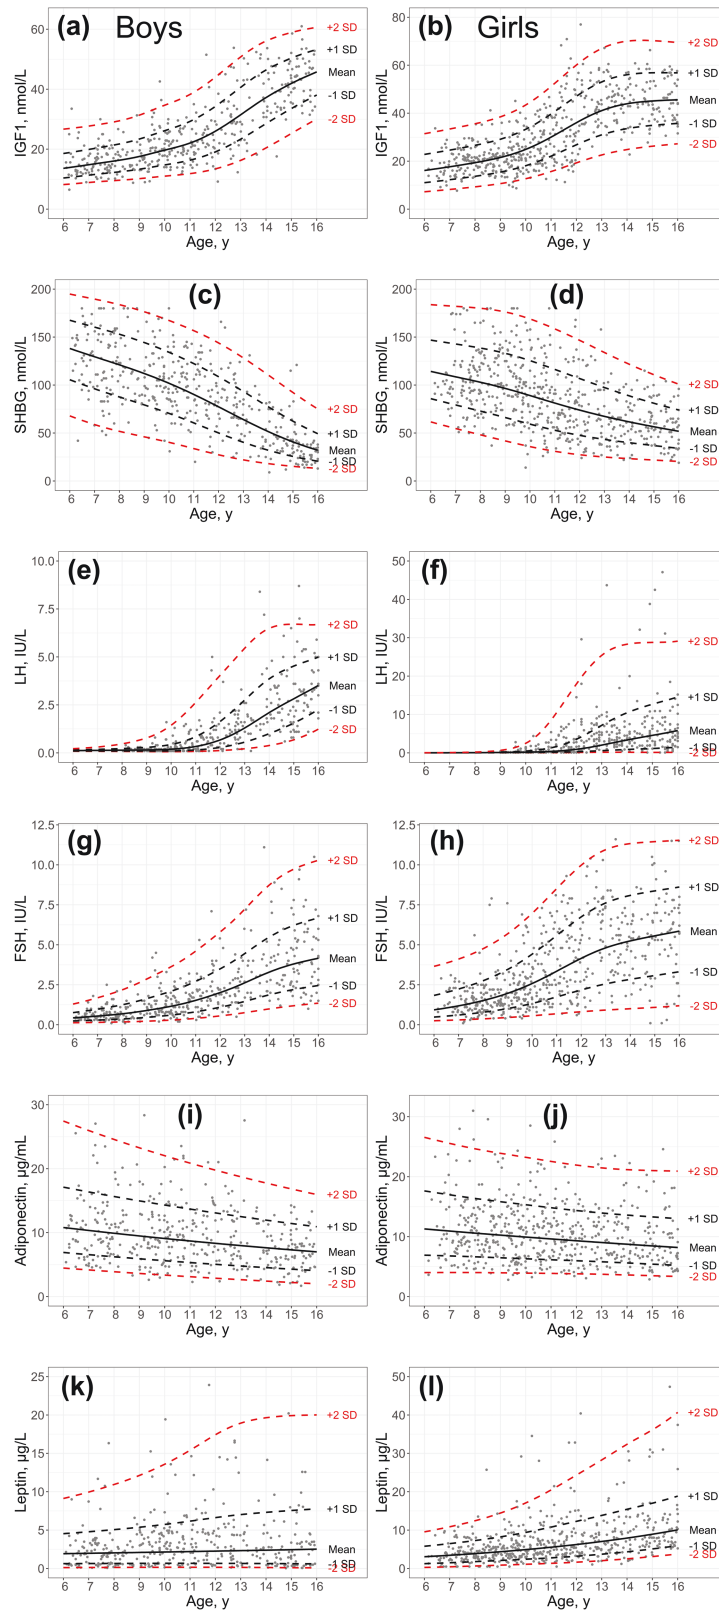 (a) Boys
60
40
20
0
IGF1, nmol/L
+2 SD
+1 SD
Mean
-1 SD
-2 SD
6 7 8 9 10 11 12 13 14 15 16
Age, y
(b) Girls
80
60
40
20
0
IGF1, nmol/L
+2 SD
+1 SD
Mean
-1 SD
-2 SD
6 7 8 9 10 11 12 13 14 15 16
Age, y
(c)
200
150
100
50
0
SHBG, nmol/L
+2 SD
+1 SD
Mean
-1 SD
-2 SD
6 7 8 9 10 11 12 13 14 15 16
Age, y
(d)
200
150
100
50
0
SHBG, nmol/L
+2 SD
+1 SD
Mean
-1 SD
-2 SD
6 7 8 9 10 11 12 13 14 15 16
Age, y
(e)
10.0
7.5
5.0
2.5
0.0
LH, IU/L
+2 SD
+1 SD
Mean
-1 SD
-2 SD
6 7 8 9 10 11 12 13 14 15 16
Age, y
(f)
50
40
30
20
10
0
LH, IU/L
+2 SD
+1 SD
Mean
-1 SD
-2 SD
6 7 8 9 10 11 12 13 14 15 16
Age, y
(g)
12.5
10.0
7.5
5.0
2.5
0.0
FSH, IU/L
+2 SD
+1 SD
Mean
-1 SD
-2 SD
6 7 8 9 10 11 12 13 14 15 16
Age, y
(h)
12.5
10.0
7.5
5.0
2.5
0.0
FSH, IU/L
+2 SD
+1 SD
Mean
-1 SD
-2 SD
6 7 8 9 10 11 12 13 14 15 16
Age, y
(i)
30
20
10
0
Adiponectin, µg/mL
+2 SD
+1 SD
Mean
-1 SD
-2 SD
6 7 8 9 10 11 12 13 14 15 16
Age, y
(j)
30
20
10
0
Adiponectin, µg/mL
+2 SD
+1 SD
Mean
-1 SD
-2 SD
6 7 8 9 10 11 12 13 14 15 16
Age, y
(k)
25
20
15
10
5
0
Leptin, µg/L
+2 SD
+1 SD
Mean
-1 SD
-2 SD
6 7 8 9 10 11 12 13 14 15 16
Age, y
(l)
50
40
30
20
10
0
Leptin, µg/L
+2 SD
+1 SD
Mean
-1 SD
-2 SD
6 7 8 9 10 11 12 13 14 15 16
Age, y